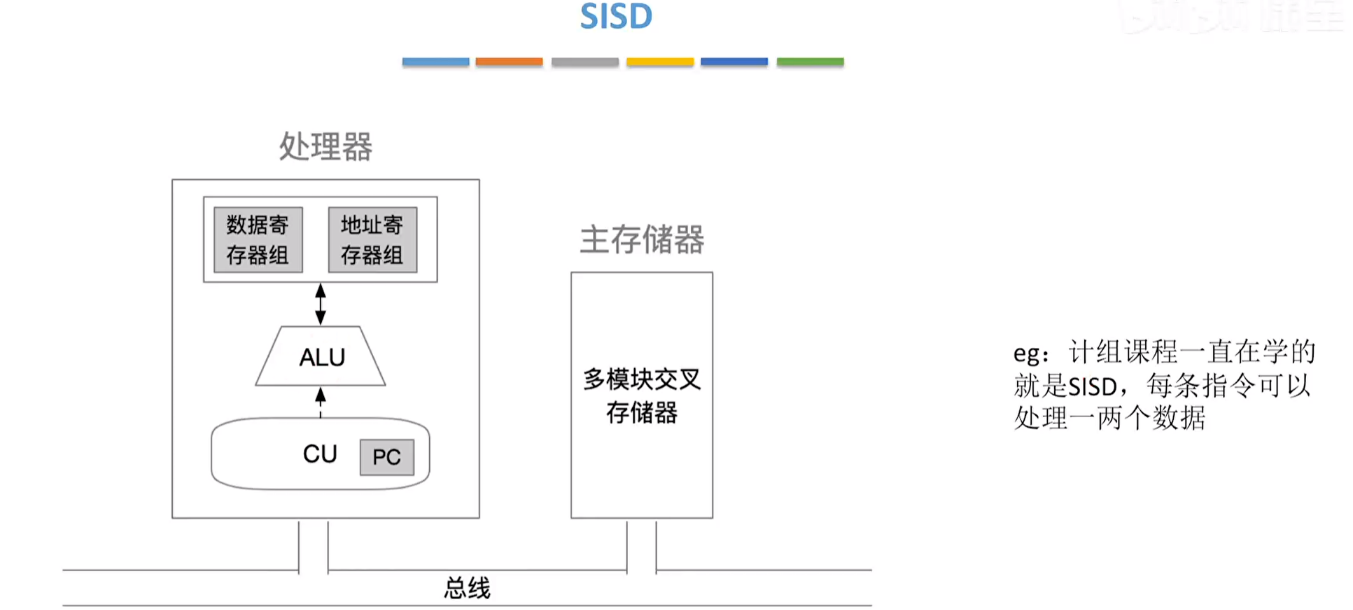 SISD
处理器
数据寄
存器组
地址寄
存器组
ALU
CU
PC
主存储器
多模块交叉
存储器
总线
eg：计组课程一直在学的
就是SISD，每条指令可以
处理一两个数据